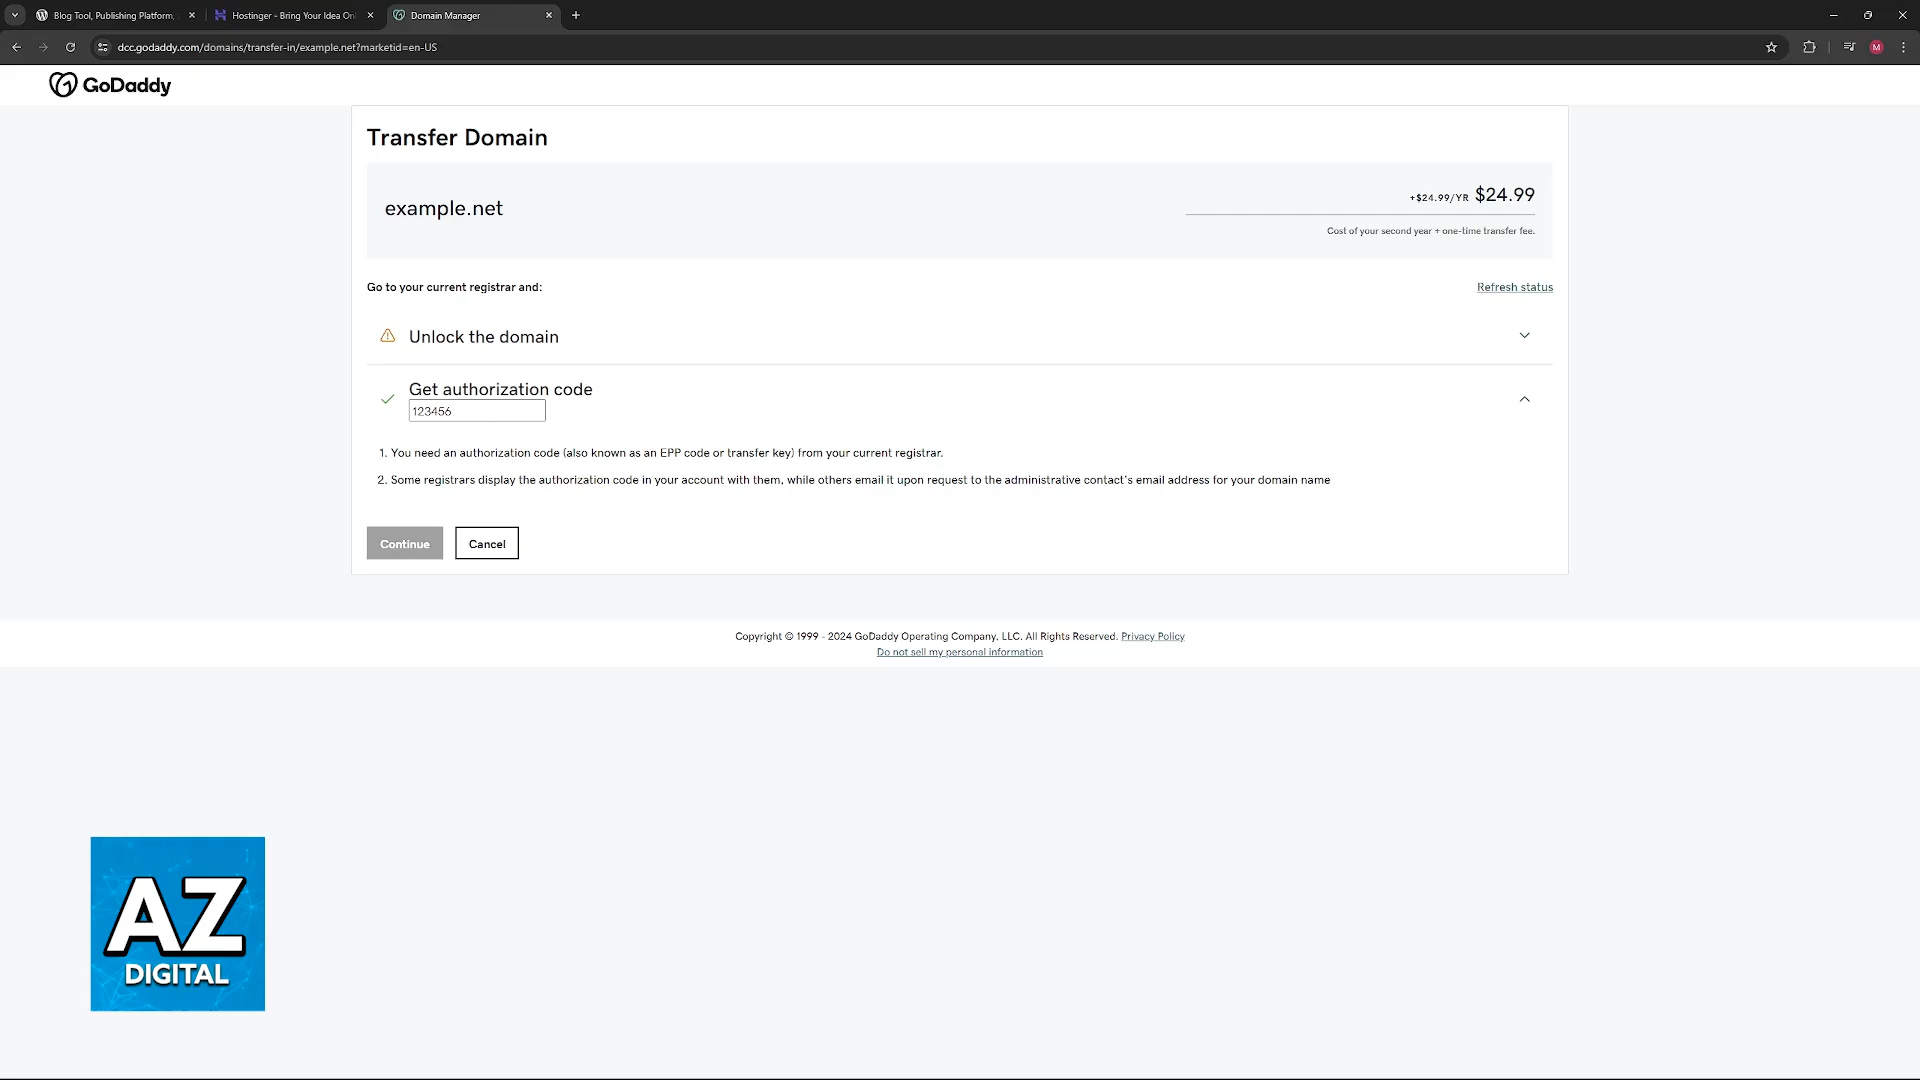 Blog Tool, Publishing Platform,
Hostinger - Bring Your Idea Onl
Domain Manager
dcc.godaddy.com/domains/transfer-in/example.net?marketid=en-US
M
GoDaddy
Transfer Domain
example.net
+$24.99/YR $24.99
Cost of your second year + one-time transfer fee.
Go to your current registrar and:
Refresh status
Unlock the domain
Get authorization code
123456
1. You need an authorization code (also known as an EPP code or transfer key) from your current registrar.
2. Some registrars display the authorization code in your account with them, while others email it upon request to the administrative contact's email address for your domain name
Continue
Cancel
Copyright © 1999 - 2024 GoDaddy Operating Company, LLC. All Rights Reserved. Privacy Policy
Do not sell my personal information
AZ
DIGITAL